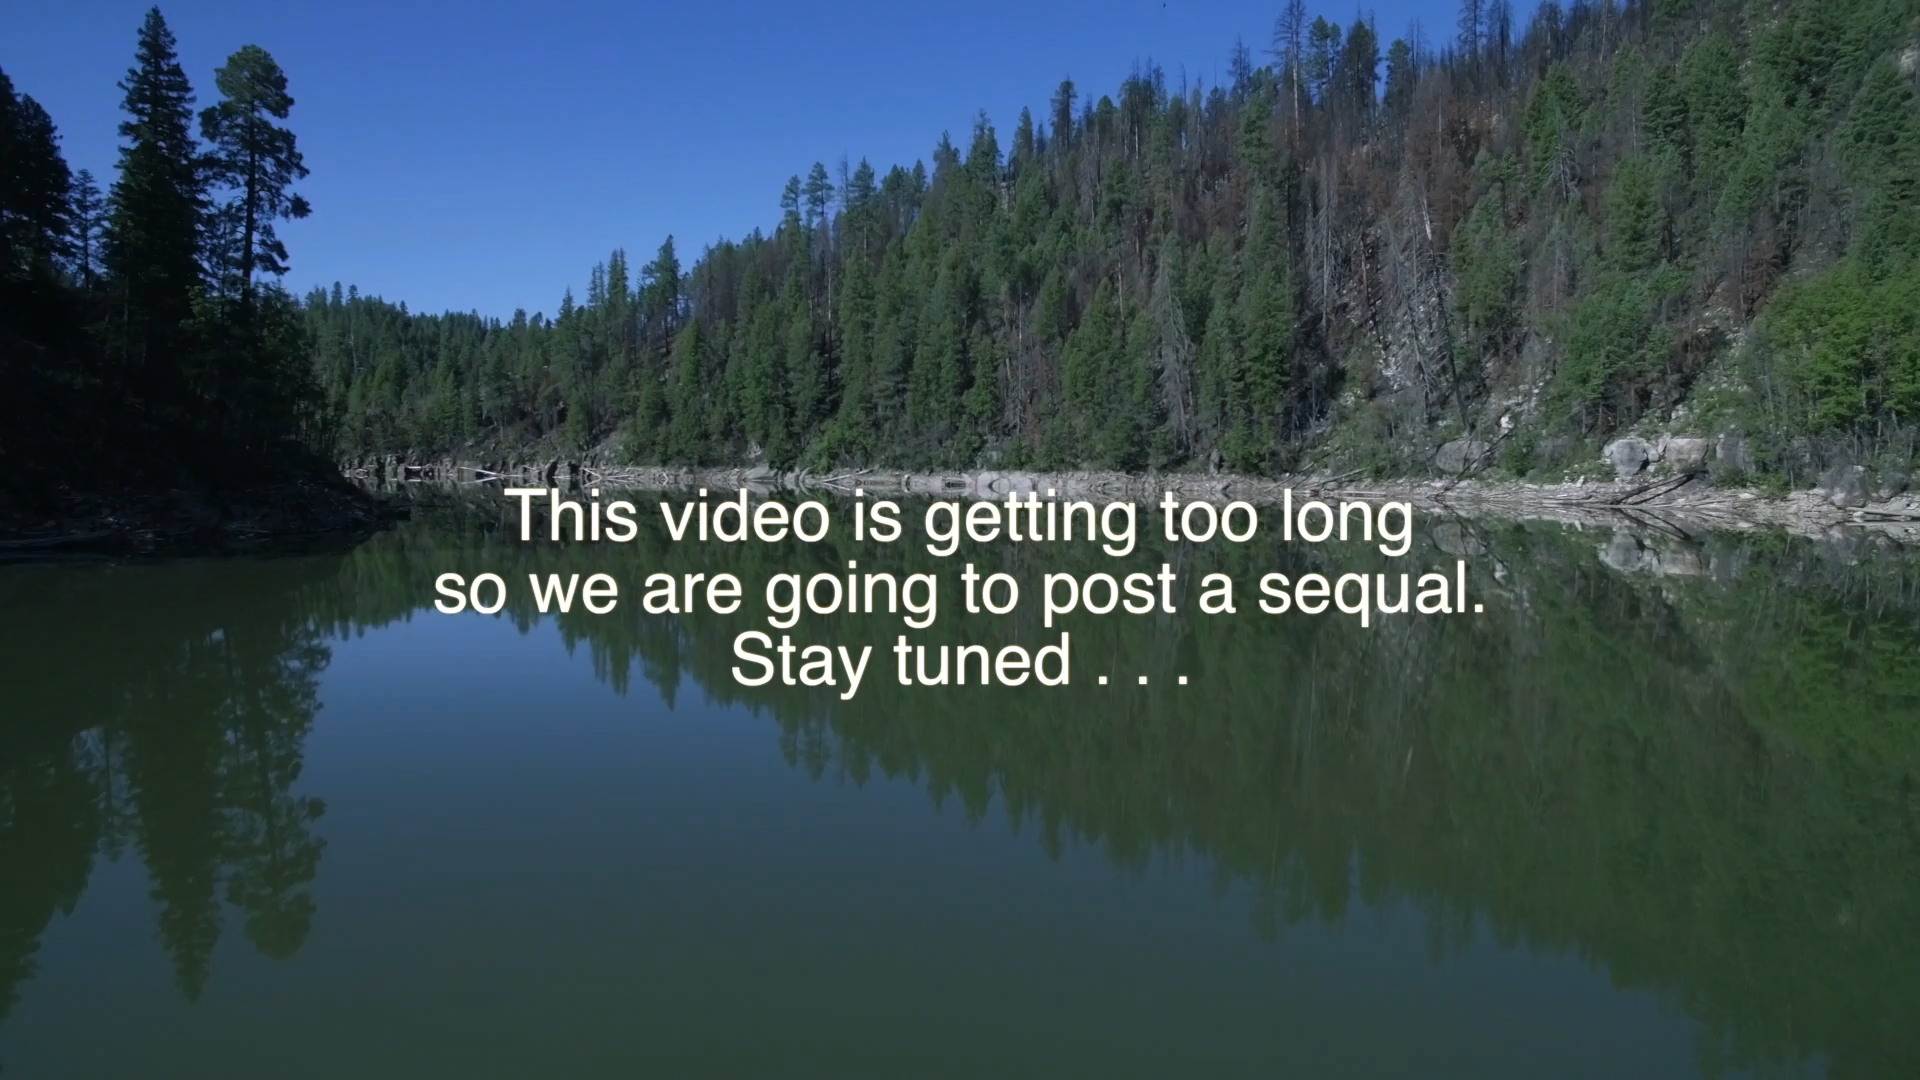 This video is getting too long
so we are going to post a sequal.
Stay tuned . . .